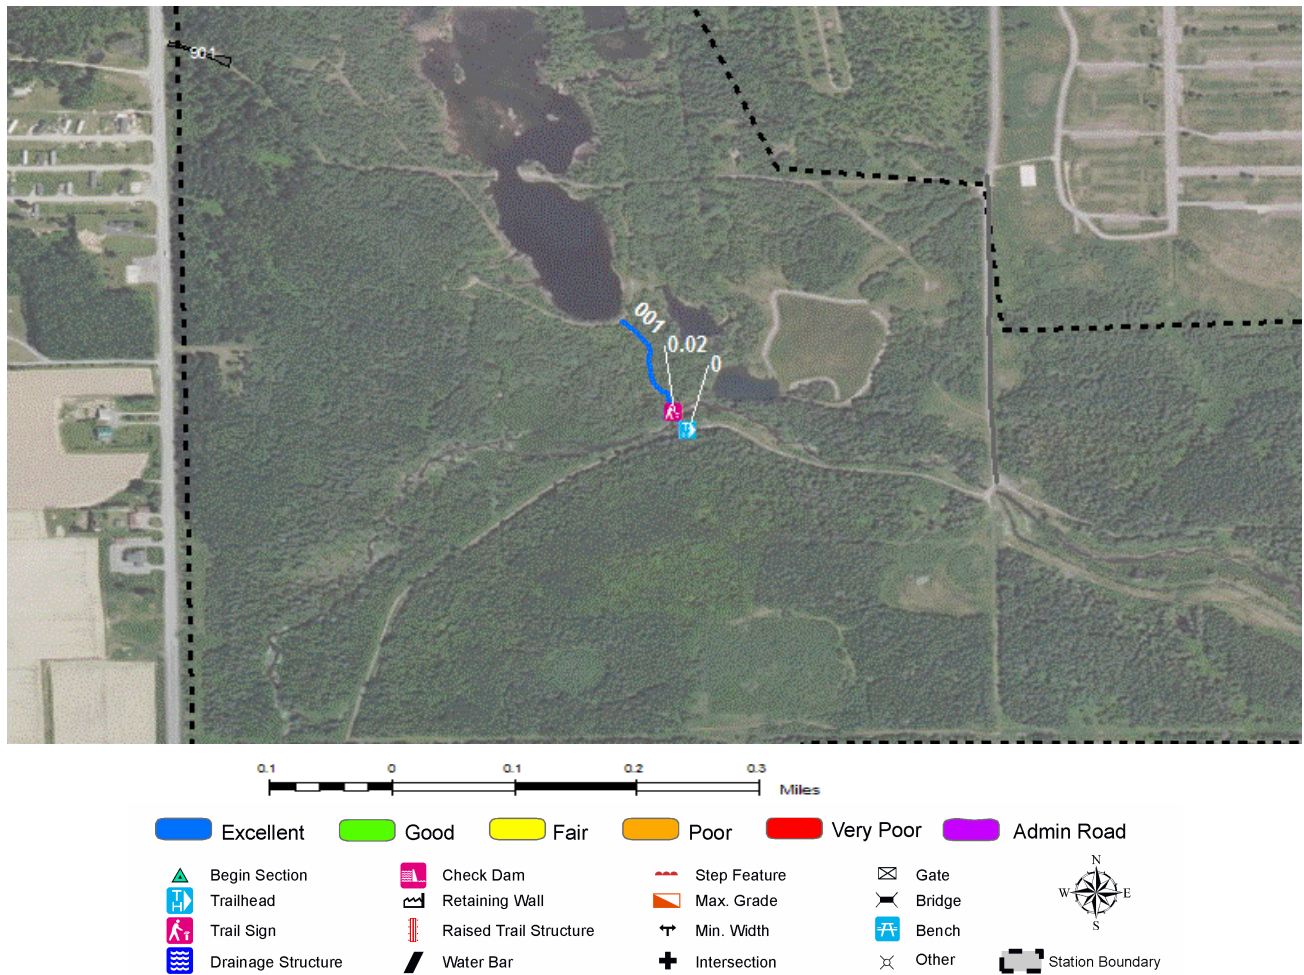 901
001
0.02
0
0.1 0 0.1 0.2 0.3
Miles
Excellent Good Fair Poor Very Poor Admin Road
Begin Section Check Dam Step Feature Gate
Trailhead Retaining Wall Max. Grade Bridge
Trail Sign Raised Trail Structure Min. Width Bench
Drainage Structure Water Bar Intersection Other Station Boundary
N
W E
S
TH